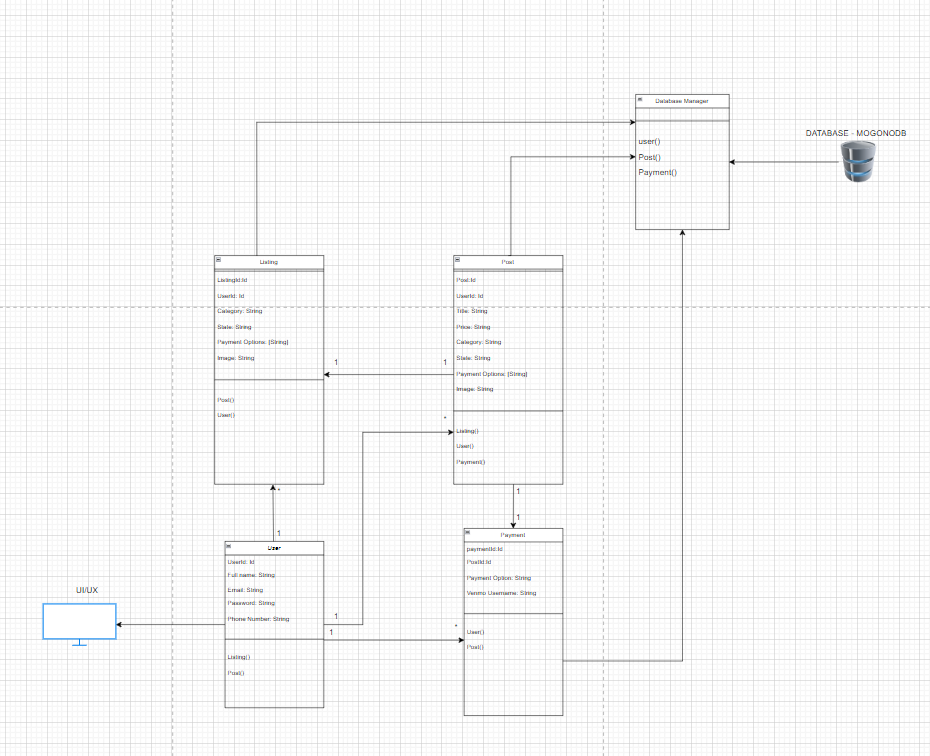 Database Manager
user()
Post()
Payment()
DATABASE - MOGONODB
Listing
ListingId:Id
UserId: Id
Category: String
State: String
Payment Options: [String]
Image: String
Post()
User()
Post
Post:Id
UserId: Id
Title: String
Price: String
Category: String
State: String
Payment Options: [String]
Image: String
Listing()
User()
Payment()
1
1
*
*
1
1
1
User
UserId: Id
Full name: String
Email: String
Password: String
Phone Number: String
Listing()
Post()
1
1
*
Payment
paymentId:Id
PostId:Id
Payment Option: String
Venmo Username: String
User()
Post()
UI/UX